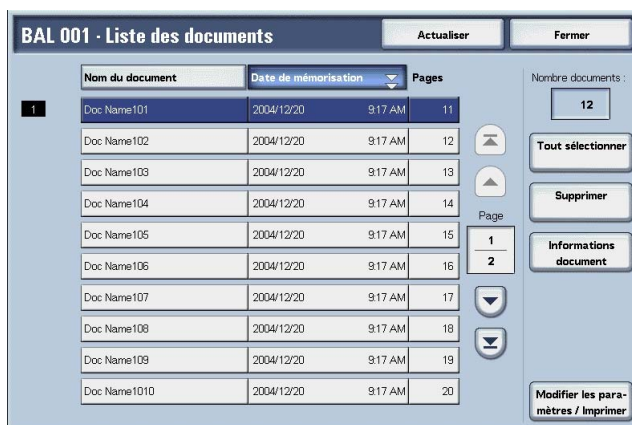 BAL 001 - Liste des documents
Actualiser
Fermer
Nom du document
Date de mémorisation
Pages
Nombre documents :
12
1
Doc Name101 2004/12/20 9:17 AM 11
Doc Name102 2004/12/20 9:17 AM 12
Doc Name103 2004/12/20 9:17 AM 13
Doc Name104 2004/12/20 9:17 AM 14
Doc Name105 2004/12/20 9:17 AM 15
Doc Name106 2004/12/20 9:17 AM 16
Doc Name107 2004/12/20 9:17 AM 17
Doc Name108 2004/12/20 9:17 AM 18
Doc Name109 2004/12/20 9:17 AM 19
Doc Name1010 2004/12/20 9:17 AM 20
Page
1
2
Tout sélectionner
Supprimer
Informations
document
Modifier les para-
mètres / Imprimer